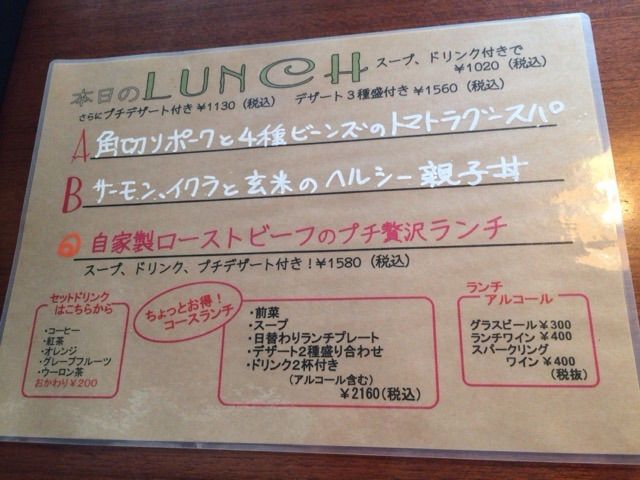 本日のLUNCH
スープ、ドリンク付きで
¥1020(税込)
さらにプチデザート付き¥1130(税込)
デザート3種盛付き¥1560(税込)
A 角切りポークと4種ビーンズのトマトラグースパ
B サーモン、イクラと玄米のヘルシー親子丼
自家製ローストビーフのプチ贅沢ランチ
スープ、ドリンク、プチデザート付き!¥1580(税込)
セットドリンク
はこちらから
・コーヒー
・紅茶
・オレンジ
・グレープフルーツ
・ウーロン茶
おかわり¥200
ちょっとお得!
コースランチ
・前菜
・スープ
・日替わりランチプレート
・デザート2種盛り合わせ
・ドリンク2杯付き
(アルコール含む)
¥2160(税込)
ランチ
アルコール
グラスビール¥300
ランチワイン¥400
スパークリング
ワイン¥400
(税抜)